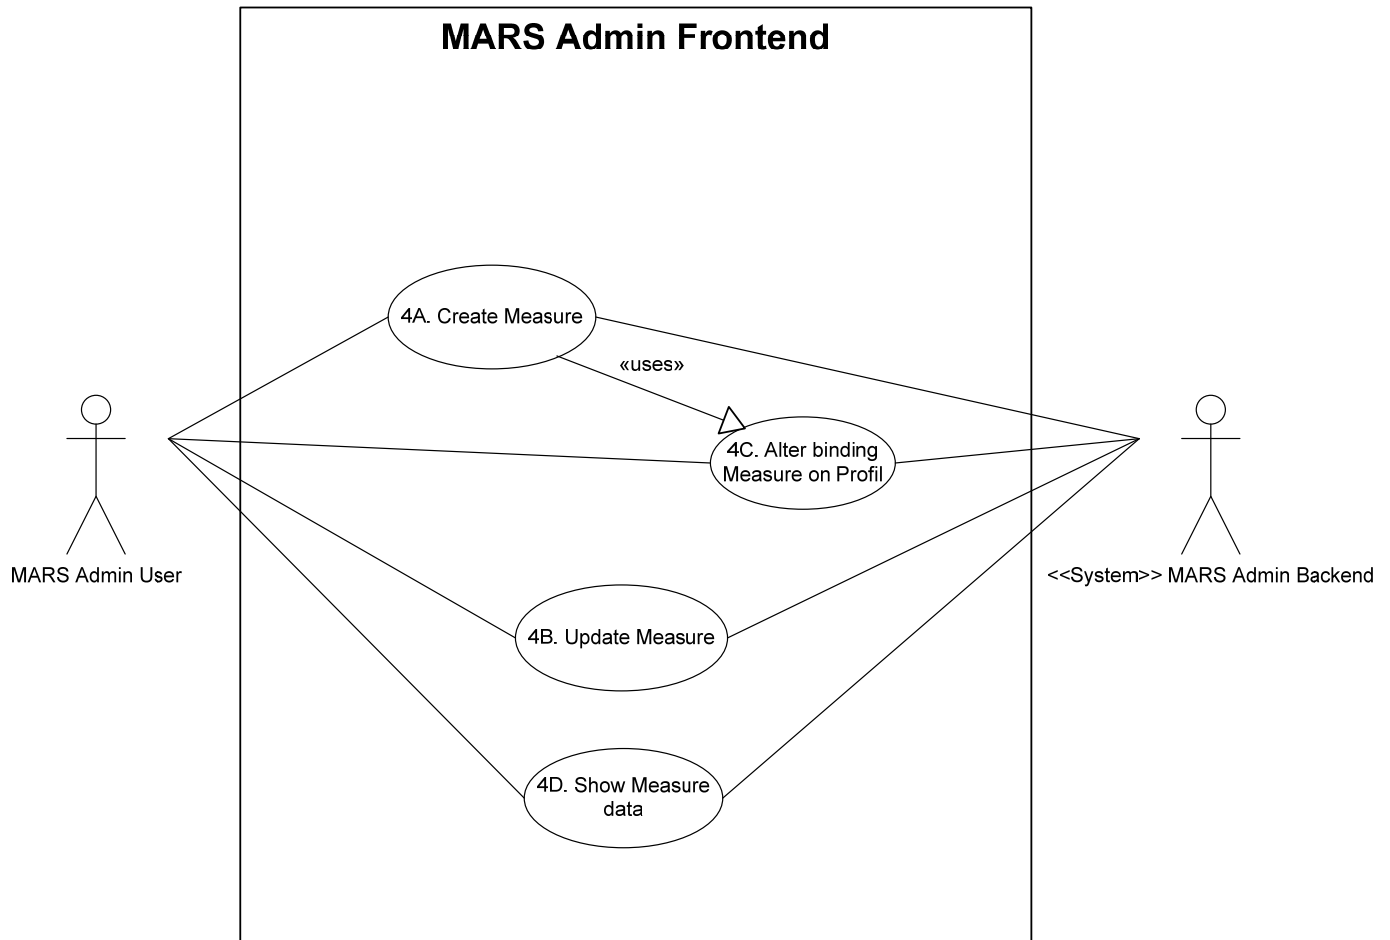 MARS Admin Frontend
4A. Create Measure
«uses»
4C. Alter binding
Measure on Profil
MARS Admin User
<<System>> MARS Admin Backend
4B. Update Measure
4D. Show Measure
data